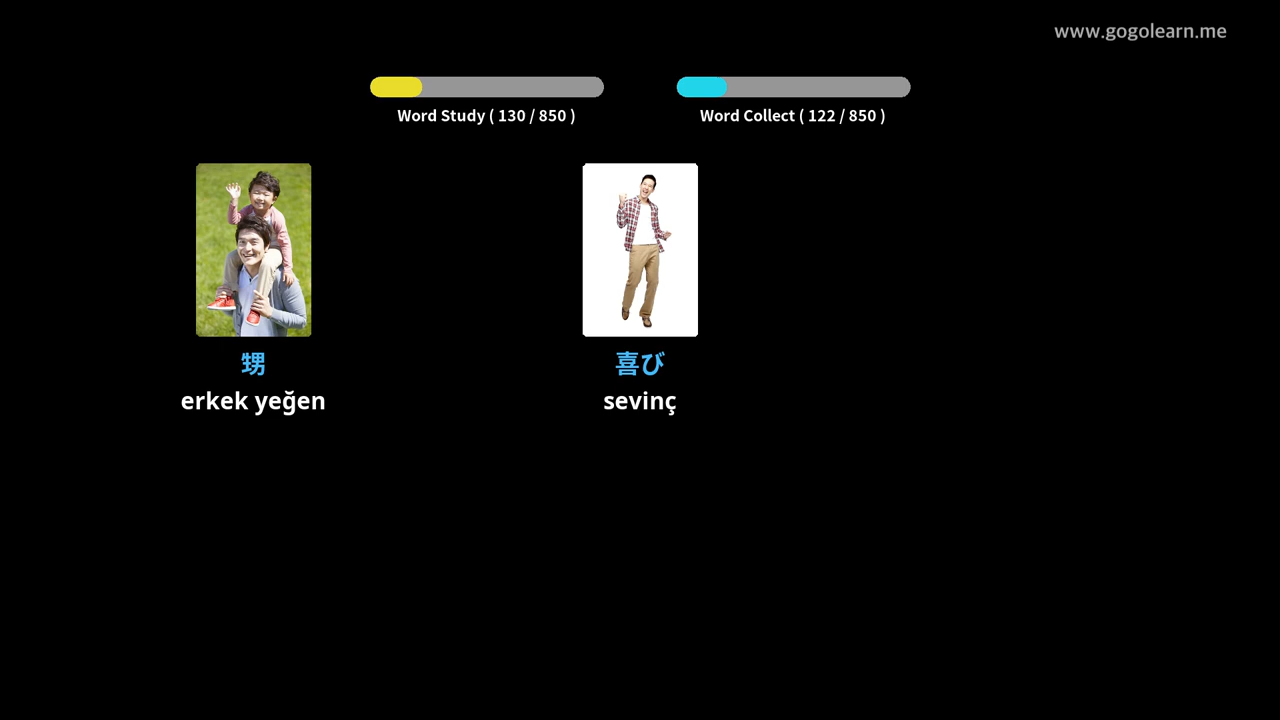 www.gogolearn.me
Word Study ( 130 / 850 )
Word Collect ( 122 / 850 )
甥
erkek yeğen
喜び
sevinç